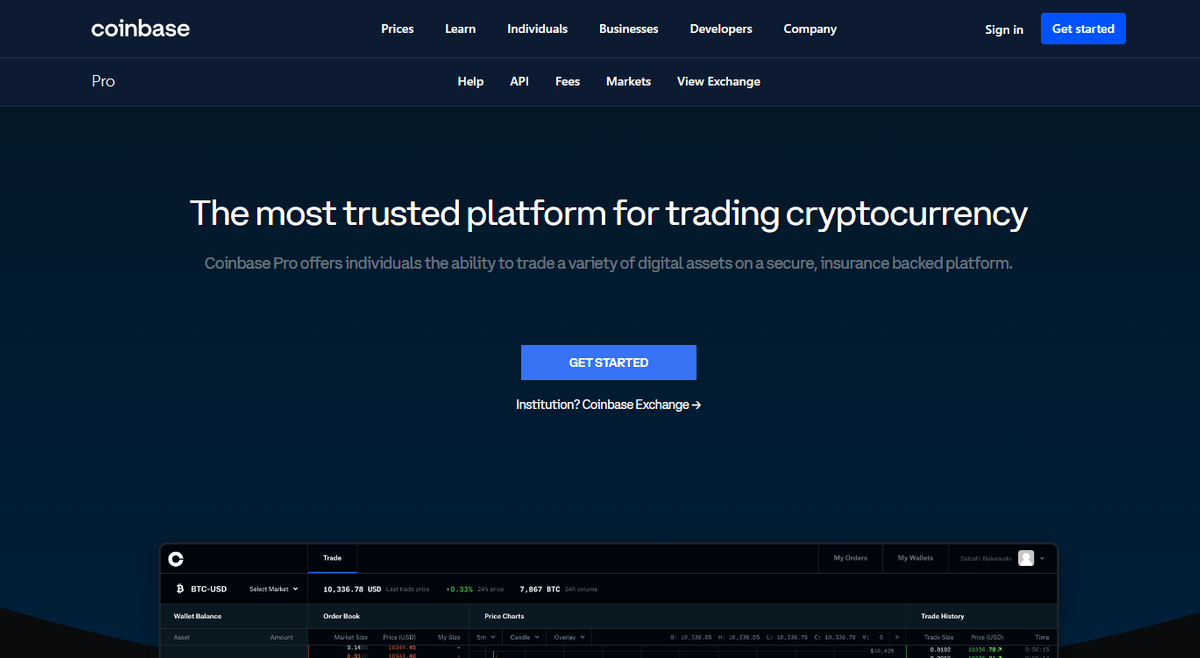 coinbase Prices Learn Individuals Businesses Developers Company Sign in Get started
Pro Help API Fees Markets View Exchange
The most trusted platform for trading cryptocurrency
Coinbase Pro offers individuals the ability to trade a variety of digital assets on a secure, insurance backed platform.
GET STARTED
Institution? Coinbase Exchange →
Trade My Orders My Wallets Satoshi Nakamoto
BTC-USD Select Market 10,336.78 USD Last trade price +0.33% 24h price 7,867 BTC 24h volume
Wallet Balance Order Book Price Charts Trade History
Asset Amount Market Size Price (USD) My Size 5m Candle Overlay O: 10,338.05 H: 10,338.05 L: 10,336.78 C: 10,336.78 V: 0 Trade Size Price (USD) Time
3.14 10344.65 - $10,425 0.0102 10336.78 9:50:15
0.01 10344.60 -